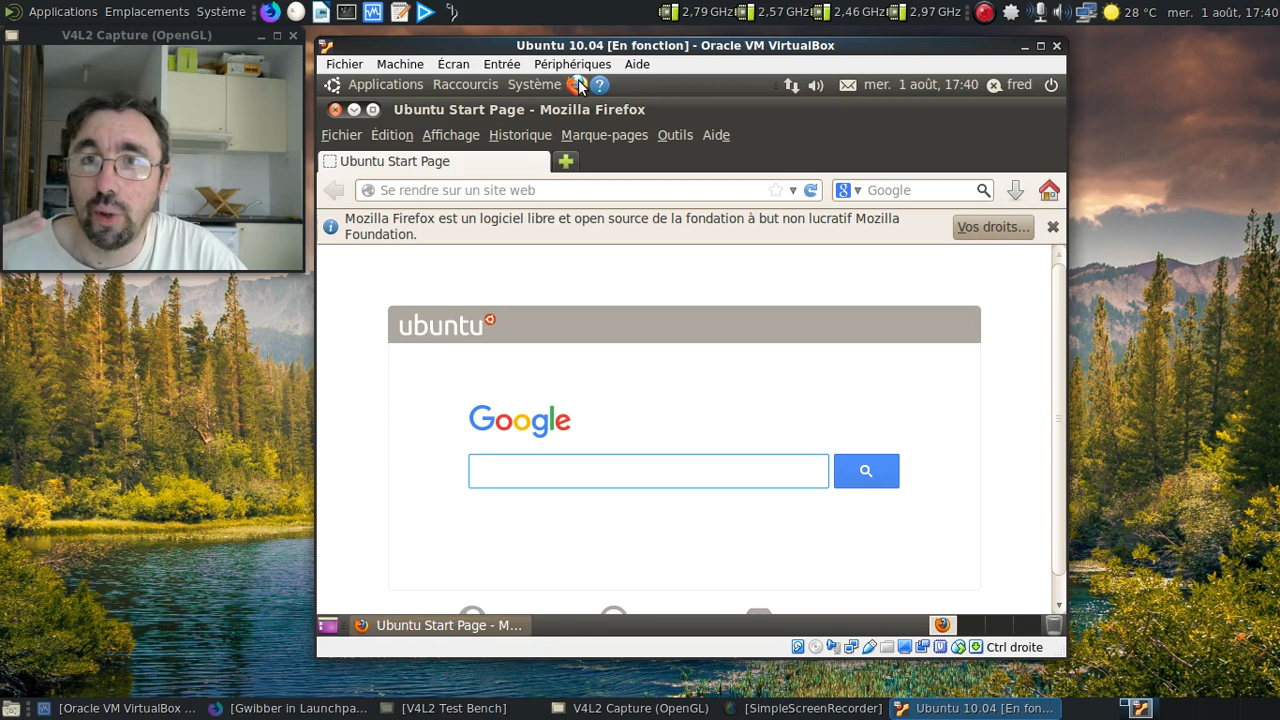 Applications Emplacements Système 2,79 GHz 2,57 GHz 2,46 GHz 2,97 GHz 28 °C mer. 1 août, 17:40
V4L2 Capture (OpenGL)
Ubuntu 10.04 [En fonction] - Oracle VM VirtualBox
Fichier Machine Écran Entrée Périphériques Aide
Applications Raccourcis Système ? mer. 1 août, 17:40 fred
Ubuntu Start Page - Mozilla Firefox
Fichier Édition Affichage Historique Marque-pages Outils Aide
Ubuntu Start Page
Se rendre sur un site web Google
Mozilla Firefox est un logiciel libre et open source de la fondation à but non lucratif Mozilla
Foundation.
Vos droits...
ubuntu
Google
Ubuntu Start Page - M...
Ctrl droite
[Oracle VM VirtualBox ... [Gwibber in Launchpa... [V4L2 Test Bench] V4L2 Capture (OpenGL) [SimpleScreenRecorder] Ubuntu 10.04 [En fon...